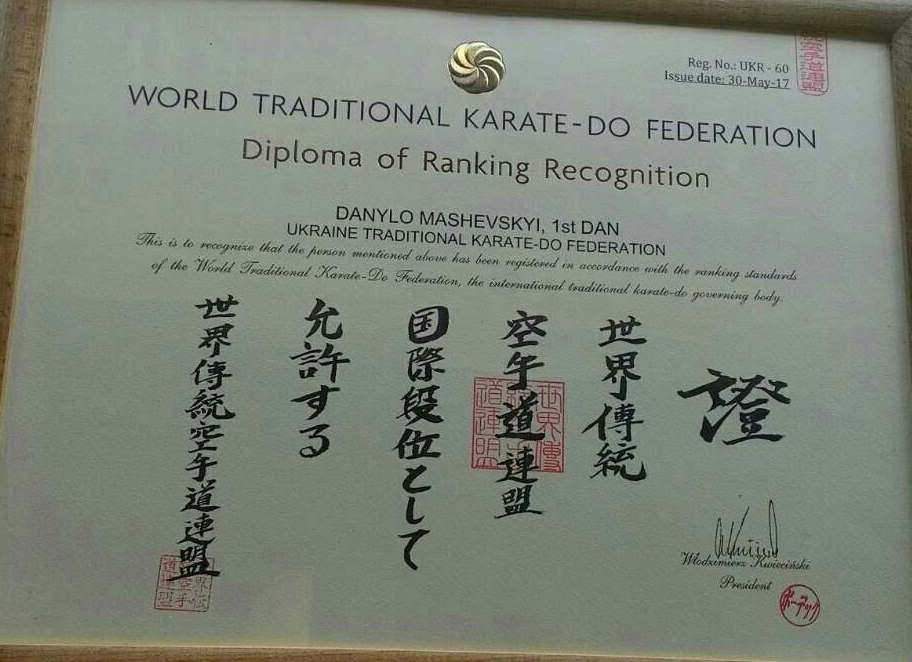 Reg. No.: UKR - 60
Issue date: 30-May-17
WORLD TRADITIONAL KARATE-DO FEDERATION
Diploma of Ranking Recognition
DANYLO MASHEVSKYI, 1st DAN
UKRAINE TRADITIONAL KARATE-DO FEDERATION
This is to recognize that the person mentioned above has been registered in accordance with the ranking standards
of the World Traditional Karate-Do Federation, the international traditional karate-do governing body.
證
世界傳統
空手道連盟
国際段位として
允許する
世界傳統空手道連盟
Włodzimierz Kwieciński
President